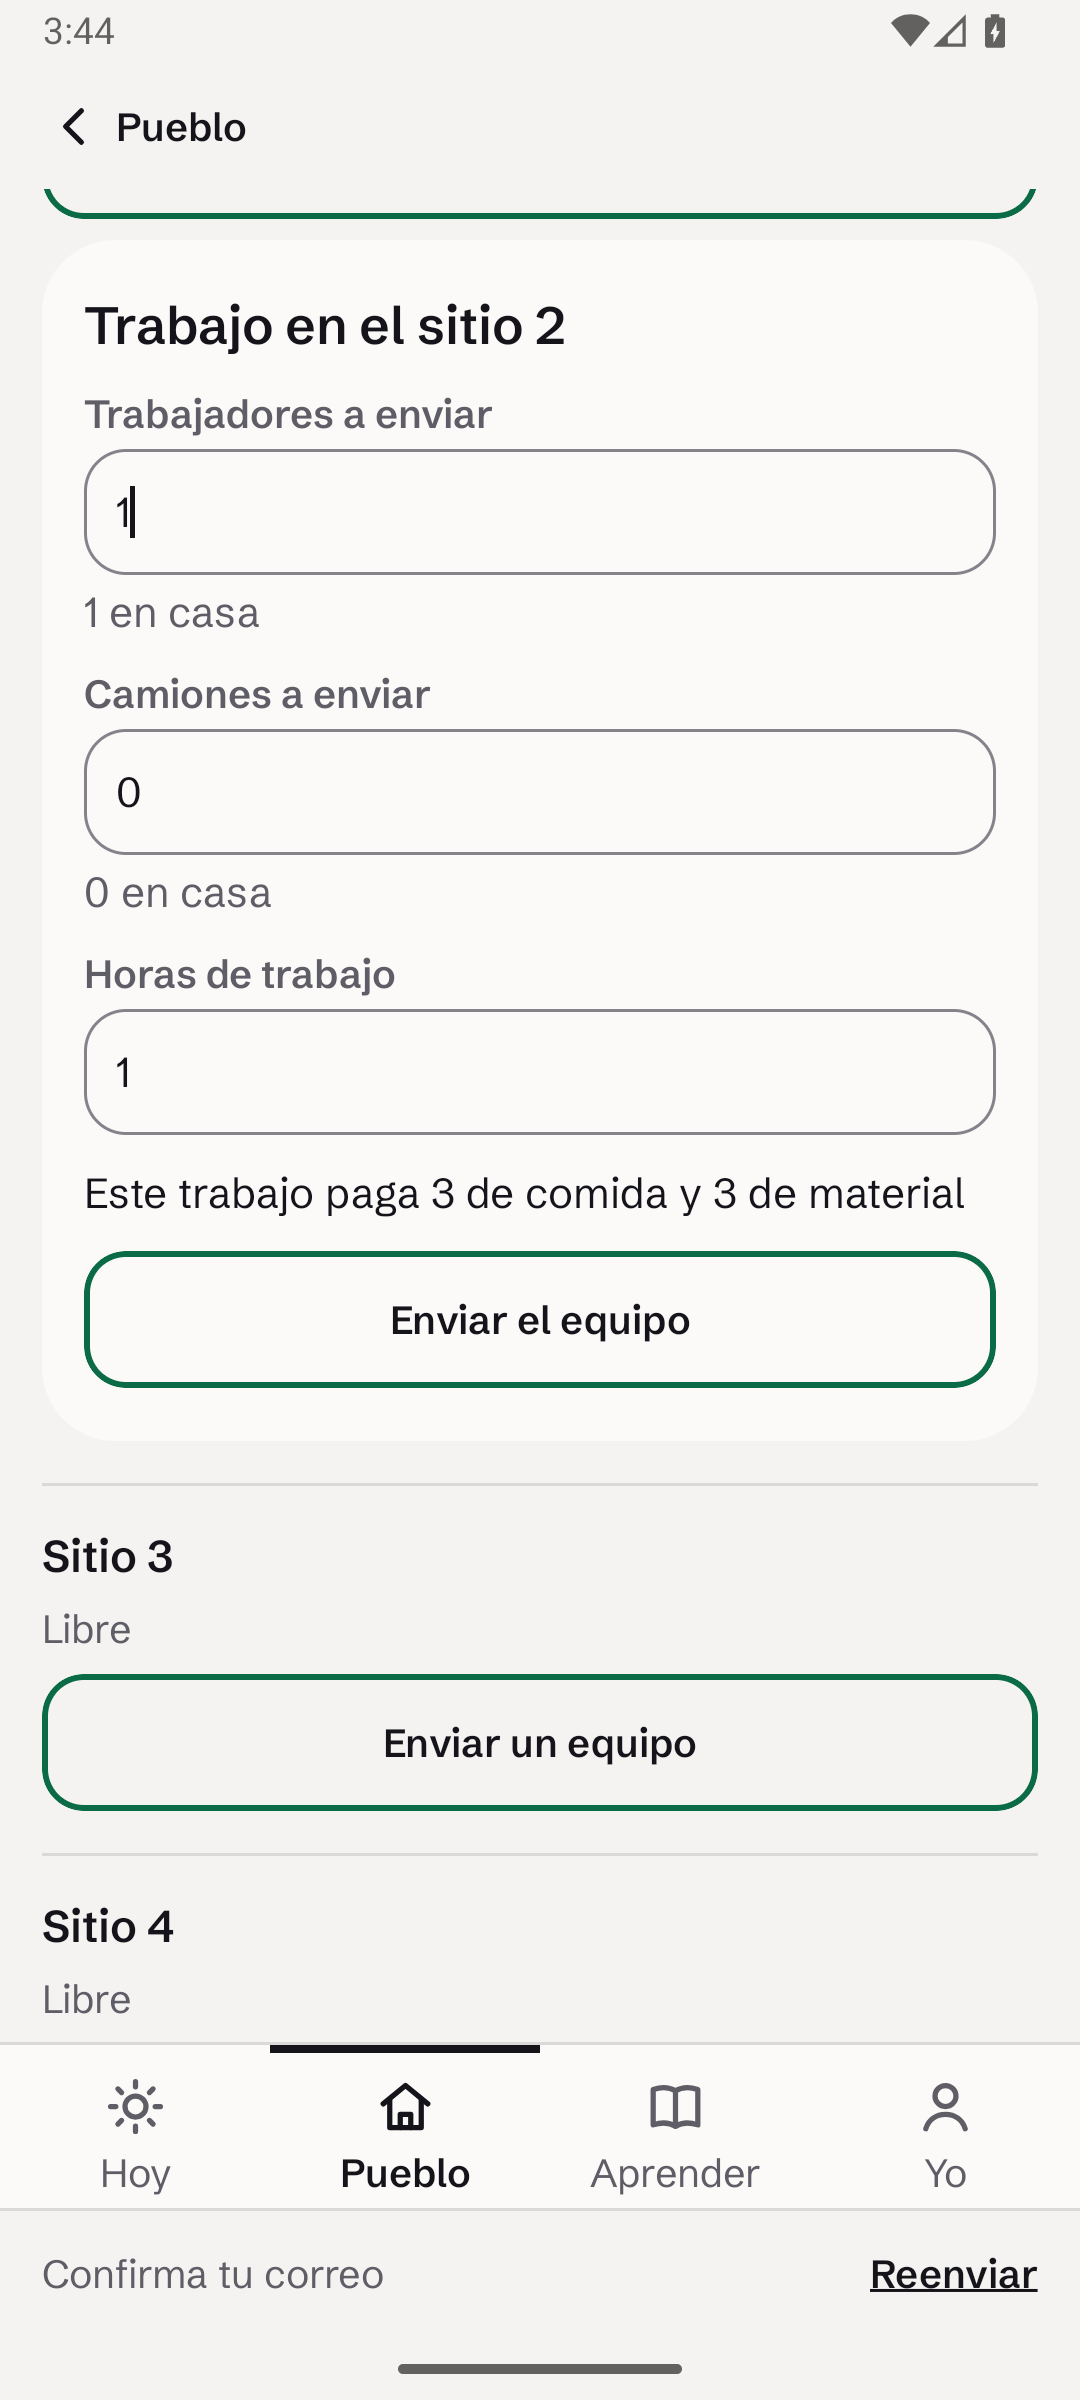 3:44
Pueblo
Trabajo en el sitio 2
Trabajadores a enviar
1
1 en casa
Camiones a enviar
0
0 en casa
Horas de trabajo
1
Este trabajo paga 3 de comida y 3 de material
Enviar el equipo
Sitio 3
Libre
Enviar un equipo
Sitio 4
Libre
Hoy
Pueblo
Aprender
Yo
Confirma tu correo
Reenviar